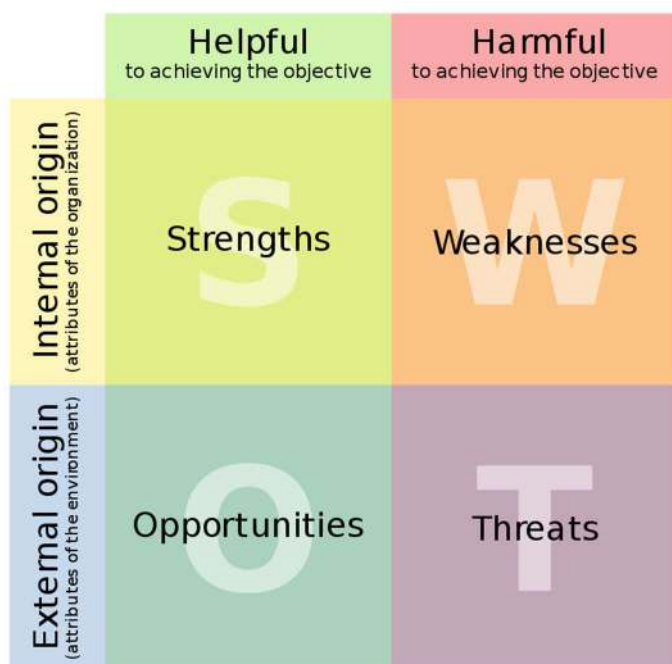 Helpful
to achieving the objective
Harmful
to achieving the objective
Internal origin
(attributes of the organization)
S
Strengths
W
Weaknesses
External origin
(attributes of the environment)
O
Opportunities
T
Threats